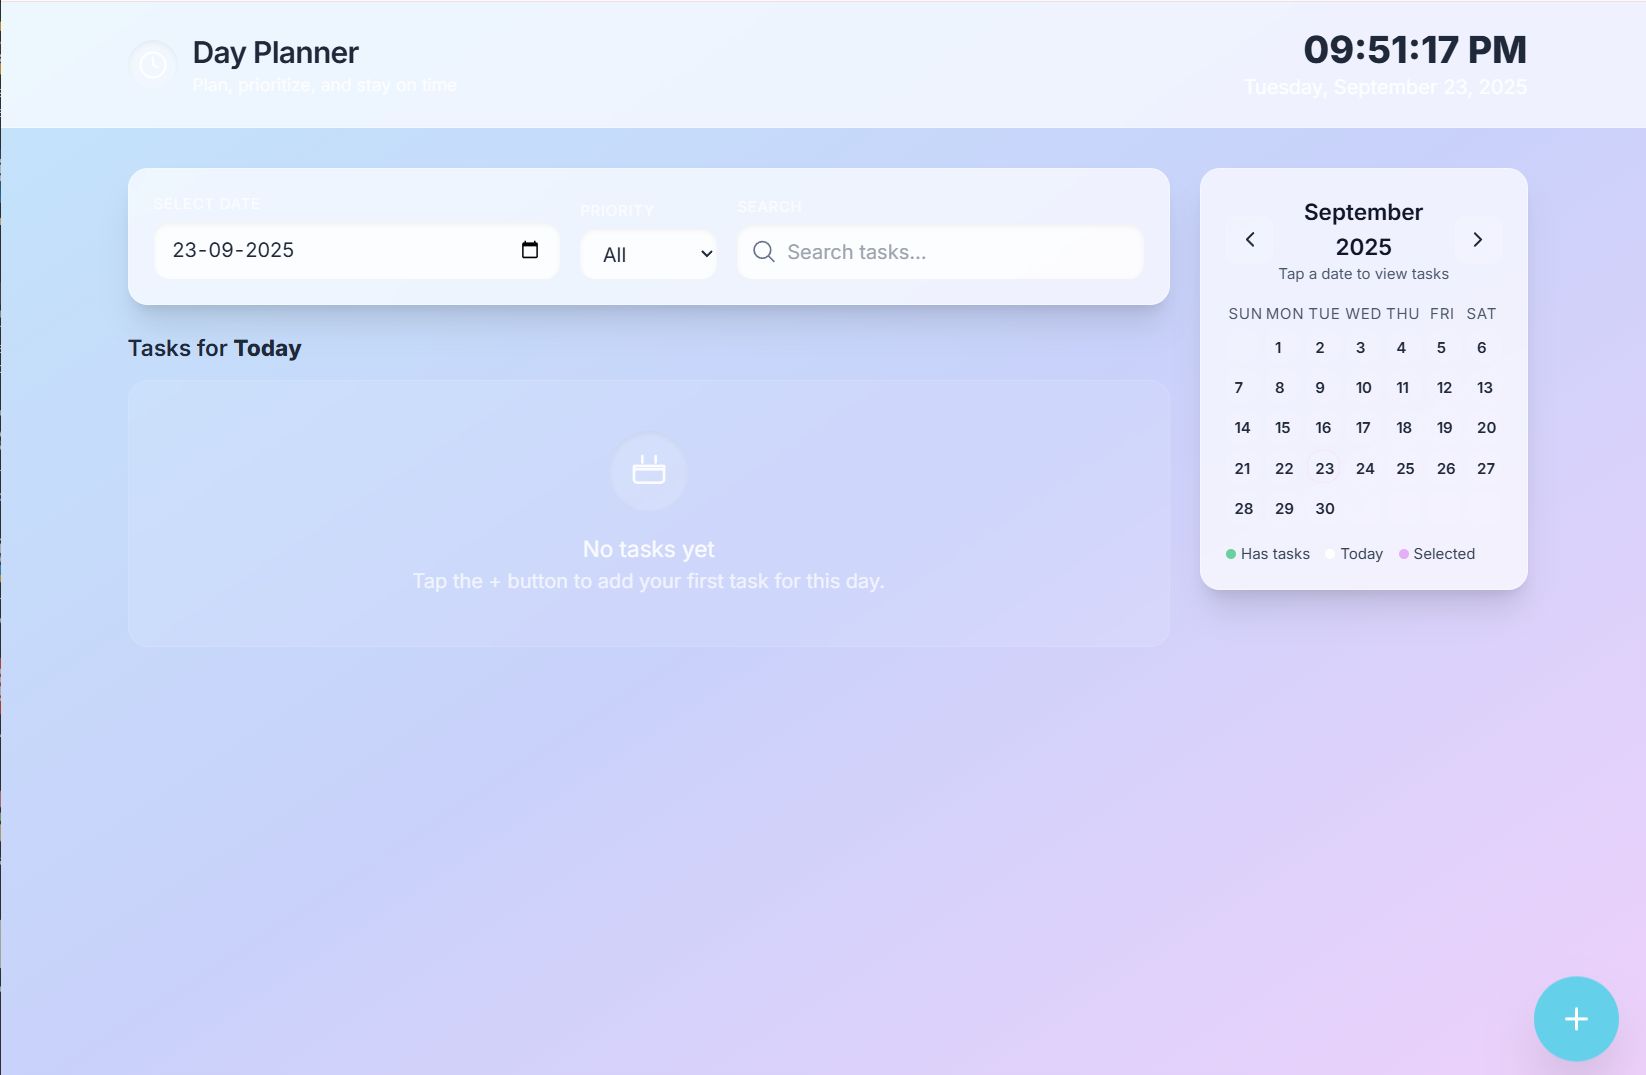 Day Planner
Plan, prioritize, and stay on time
09:51:17 PM
Tuesday, September 23, 2025
SELECT DATE
23-09-2025
PRIORITY
All
SEARCH
Search tasks...
Tasks for Today
No tasks yet
Tap the + button to add your first task for this day.
September
2025
Tap a date to view tasks
SUN MON TUE WED THU FRI SAT
1 2 3 4 5 6
7 8 9 10 11 12 13
14 15 16 17 18 19 20
21 22 23 24 25 26 27
28 29 30
Has tasks Today Selected
+